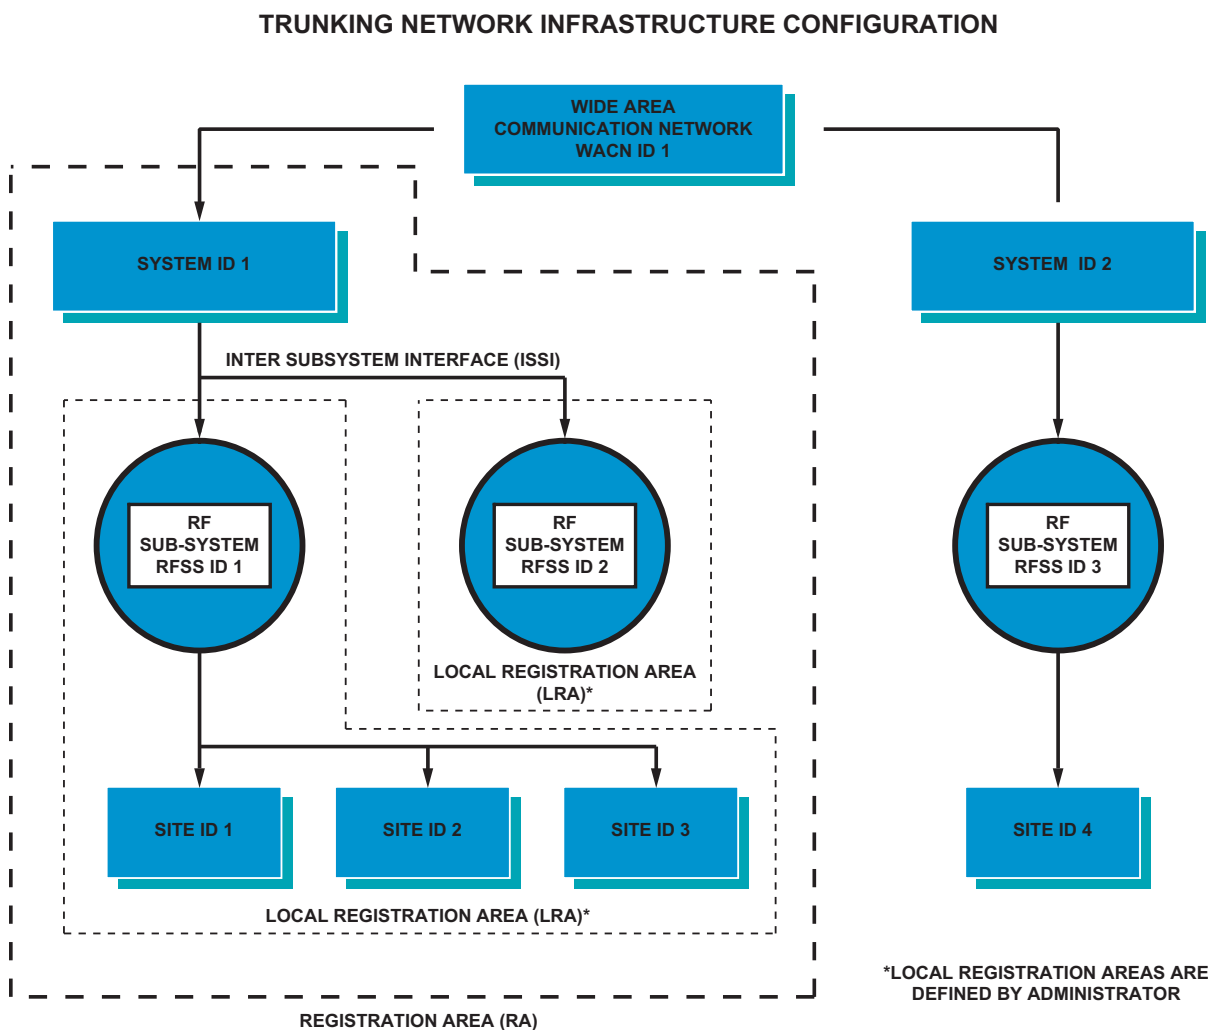 TRUNKING NETWORK INFRASTRUCTURE CONFIGURATION
WIDE AREA
COMMUNICATION NETWORK
WACN ID 1
SYSTEM ID 1
SYSTEM ID 2
INTER SUBSYSTEM INTERFACE (ISSI)
RF
SUB-SYSTEM
RFSS ID 1
RF
SUB-SYSTEM
RFSS ID 2
RF
SUB-SYSTEM
RFSS ID 3
LOCAL REGISTRATION AREA
(LRA)*
SITE ID 1
SITE ID 2
SITE ID 3
SITE ID 4
LOCAL REGISTRATION AREA (LRA)*
*LOCAL REGISTRATION AREAS ARE
DEFINED BY ADMINISTRATOR
REGISTRATION AREA (RA)